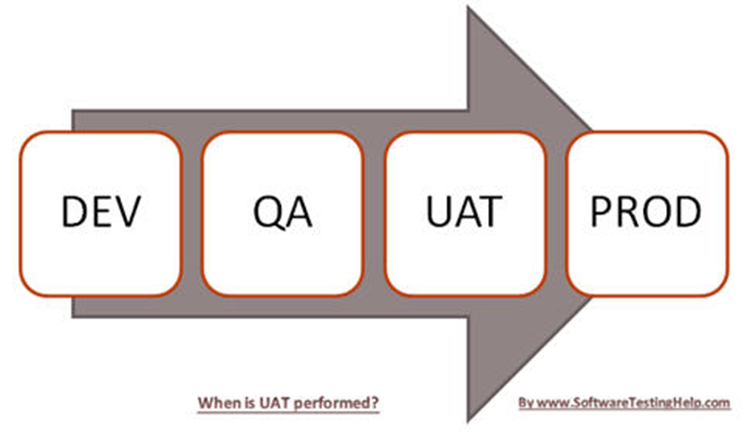 DEV QA UAT PROD
When is UAT performed?
By www.SoftwareTestingHelp.com